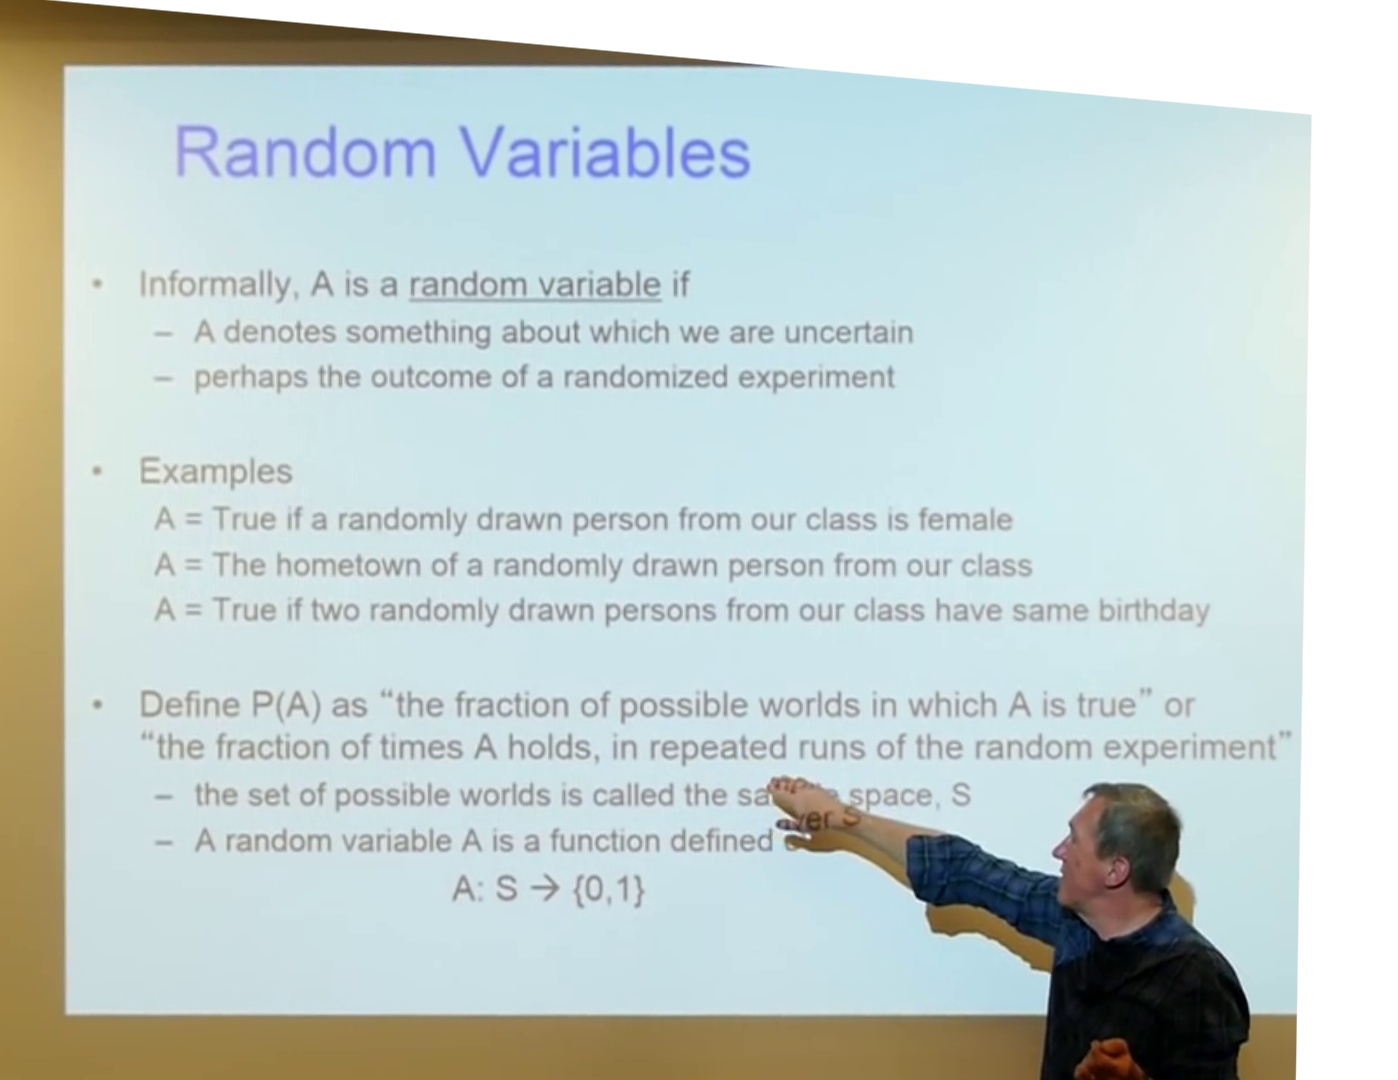 Random Variables
• Informally, A is a random variable if
– A denotes something about which we are uncertain
– perhaps the outcome of a randomized experiment
• Examples
A = True if a randomly drawn person from our class is female
A = The hometown of a randomly drawn person from our class
A = True if two randomly drawn persons from our class have same birthday
• Define P(A) as “the fraction of possible worlds in which A is true” or
“the fraction of times A holds, in repeated runs of the random experiment”
– the set of possible worlds is called the sample space, S
– A random variable A is a function defined over S
A: S → {0,1}